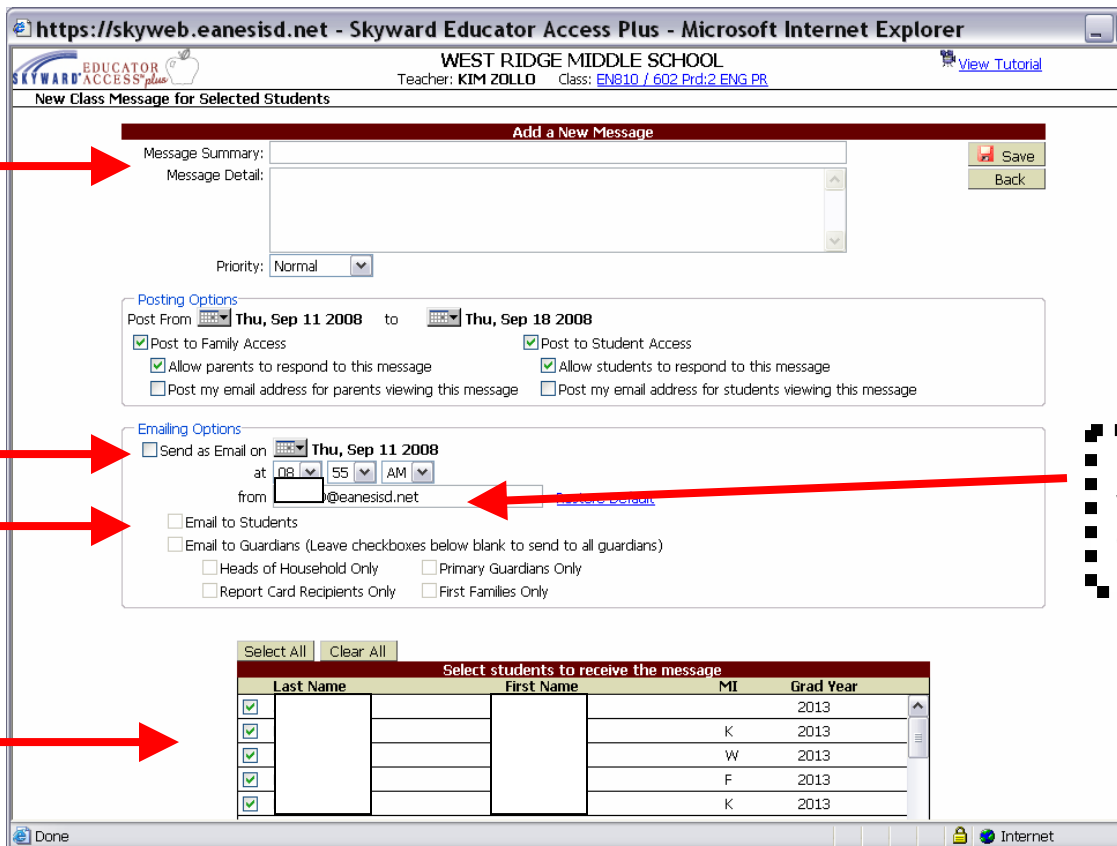 https://skyweb.eanesisd.net - Skyward Educator Access Plus - Microsoft Internet Explorer
SKYWARD EDUCATOR ACCESS plus
WEST RIDGE MIDDLE SCHOOL
View Tutorial
Teacher: KIM ZOLLO Class: EN810 / 602 Prd:2 ENG PR
New Class Message for Selected Students
Add a New Message
Message Summary:
Save
Message Detail:
Back
Priority: Normal
Posting Options
Post From Thu, Sep 11 2008 to Thu, Sep 18 2008
Post to Family Access Post to Student Access
Allow parents to respond to this message Allow students to respond to this message
Post my email address for parents viewing this message Post my email address for students viewing this message
Emailing Options
Send as Email on Thu, Sep 11 2008
at 08 55 AM
from @eanesisd.net Restore Default
Email to Students
Email to Guardians (Leave checkboxes below blank to send to all guardians)
Heads of Household Only Primary Guardians Only
Report Card Recipients Only First Families Only
Select All Clear All
Select students to receive the message
Last Name First Name MI Grad Year
2013
K 2013
W 2013
F 2013
K 2013
Done Internet